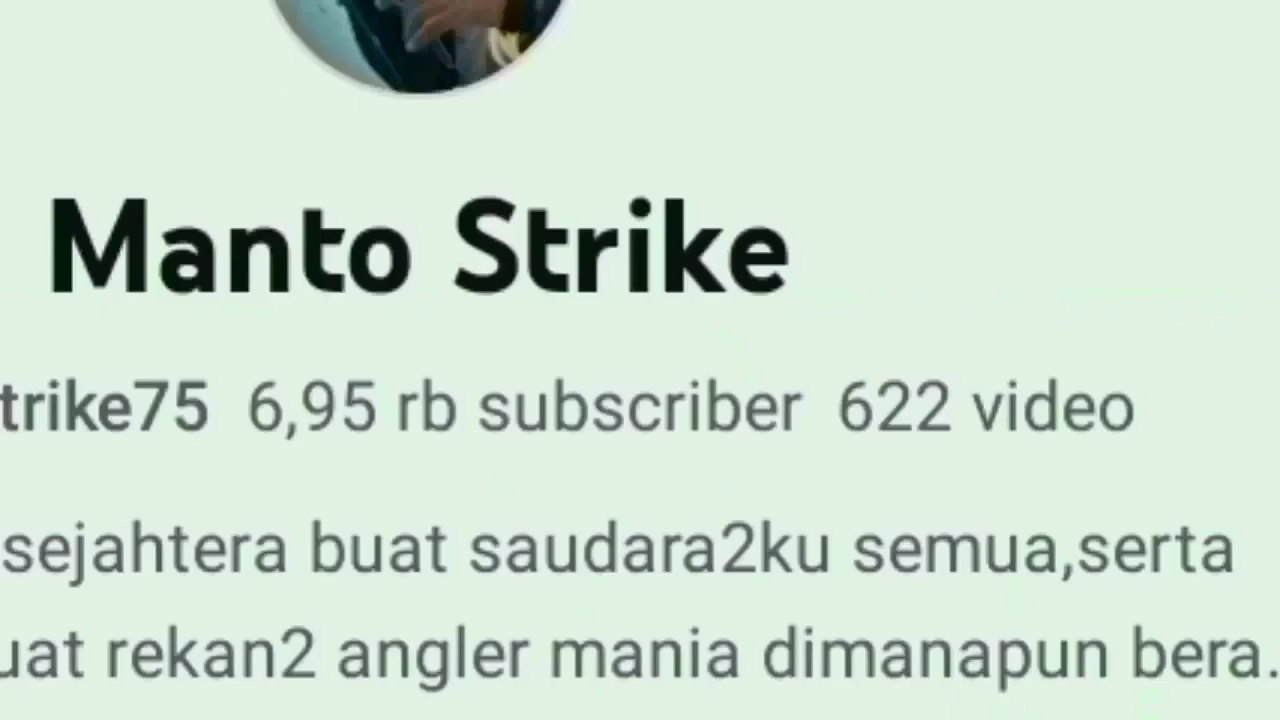 Manto Strike
trike75 6,95 rb subscriber 622 video
sejahtera buat saudara2ku semua,serta
uat rekan2 angler mania dimanapun bera.